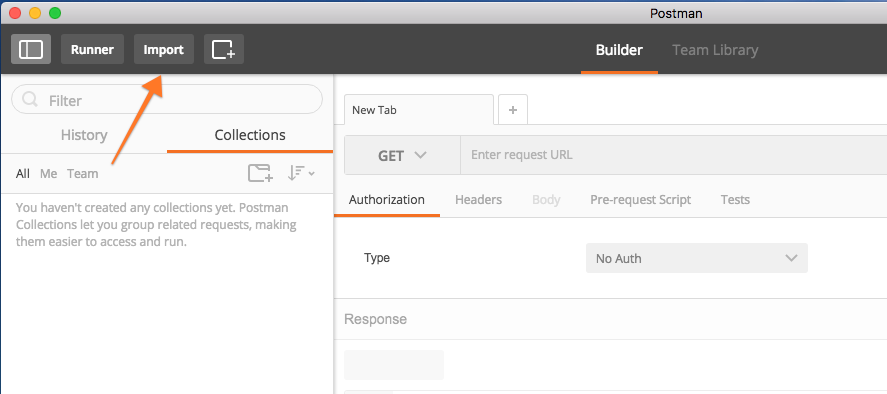 Postman
Runner
Import
Builder
Team Library
Filter
History
Collections
All
Me
Team
You haven't created any collections yet. Postman
Collections let you group related requests, making
them easier to access and run.
New Tab
+
GET
Enter request URL
Authorization
Headers
Body
Pre-request Script
Tests
Type
No Auth
Response